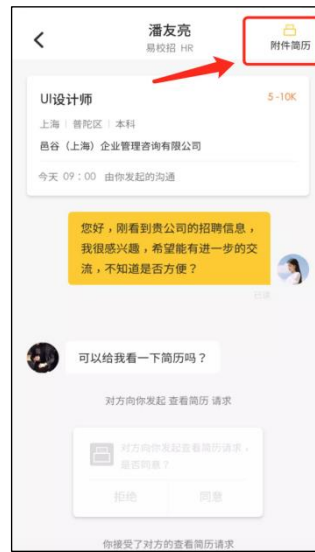 潘友亮
易校招 HR
附件简历
UI设计师
5-10K
上海 | 普陀区 | 本科
邑谷（上海）企业管理咨询有限公司
今天 09：00 由你发起的沟通
您好，刚看到贵公司的招聘信息，
我很感兴趣，希望能有进一步的交
流，不知道是否方便？
已读
可以给我看一下简历吗？
对方向你发起 查看简历 请求
对方向你发起查看简历请求，
是否同意？
拒绝
同意
你接受了对方的查看简历请求